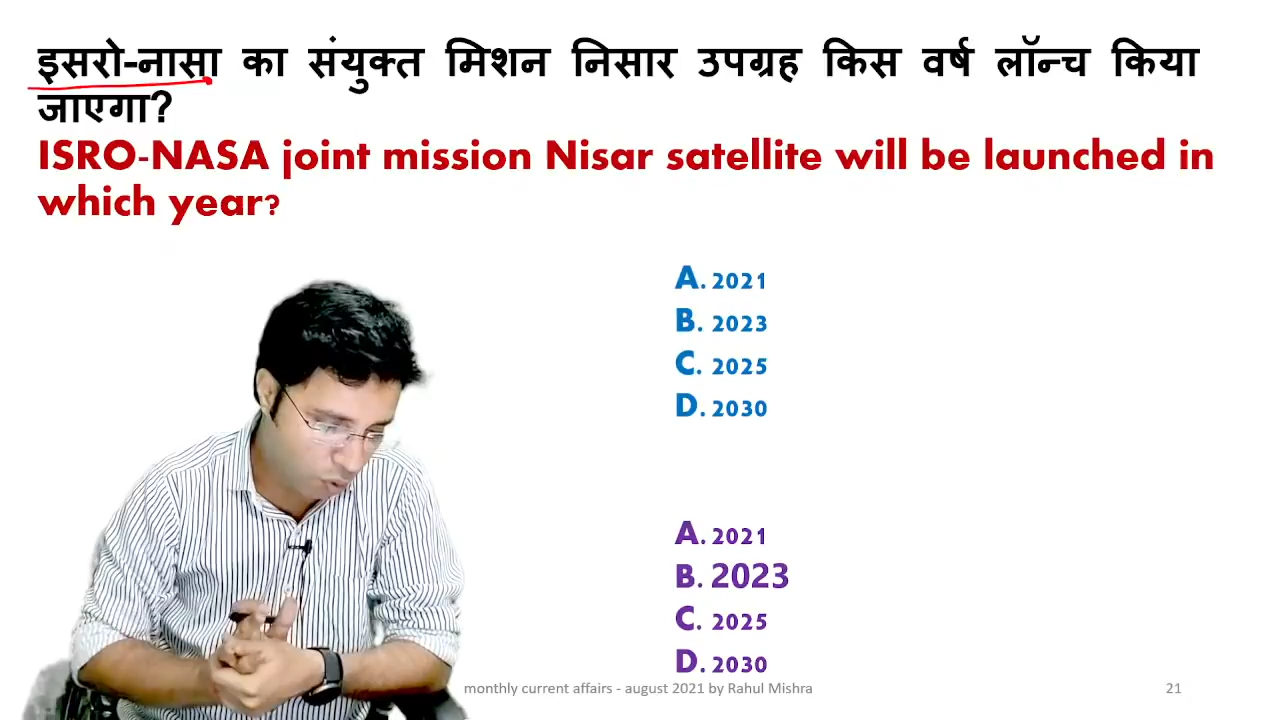 इसरो-नासा का संयुक्त मिशन निसार उपग्रह किस वर्ष लॉन्च किया
जाएगा?
ISRO-NASA joint mission Nisar satellite will be launched in
which year?
A. 2021
B. 2023
C. 2025
D. 2030
A. 2021
B. 2023
C. 2025
D. 2030
monthly current affairs - august 2021 by Rahul Mishra
21